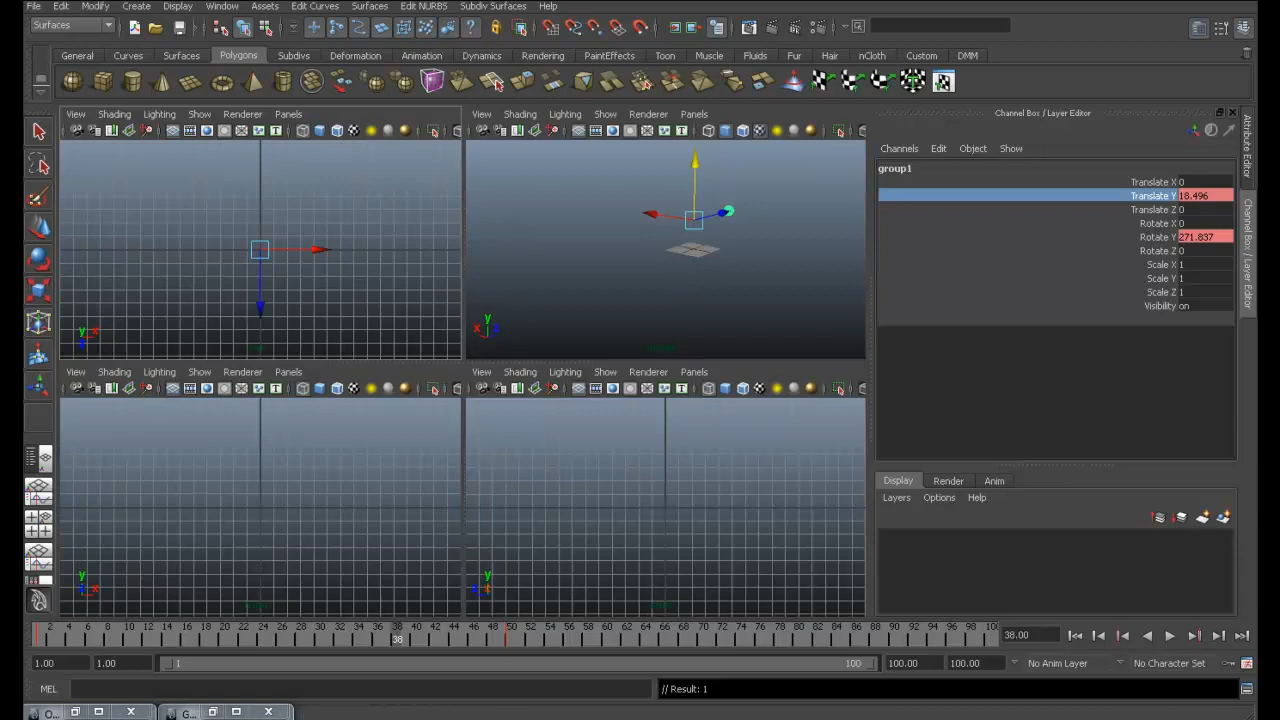 File Edit Modify Create Display Window Assets Edit Curves Surfaces Edit NURBS Subdiv Surfaces Help
Surfaces
General Curves Surfaces Polygons Subdivs Deformation Animation Dynamics Rendering PaintEffects Toon Muscle Fluids Fur Hair nCloth Custom DMM
View Shading Lighting Show Renderer Panels
View Shading Lighting Show Renderer Panels
Channel Box / Layer Editor
Channels Edit Object Show
group1
Translate X 0
Translate Y 18.496
Translate Z 0
Rotate X 0
Rotate Y 271.837
Rotate Z 0
Scale X 1
Scale Y 1
Scale Z 1
Visibility on
Attribute Editor
Channel Box / Layer Editor
y x
y x z
View Shading Lighting Show Renderer Panels
View Shading Lighting Show Renderer Panels
Display Render Anim
Layers Options Help
y x
y
2 4 6 8 10 12 14 16 18 20 22 24 26 28 30 32 34 36 38 40 42 44 46 48 50 52 54 56 58 60 62 64 66 68 70 72 74 76 78 80 82 84 86 88 90 92 94 96 98 100
38
38.00
1.00 1.00 1 100 100.00 100.00 No Anim Layer No Character Set
MEL // Result: 1
O... G...